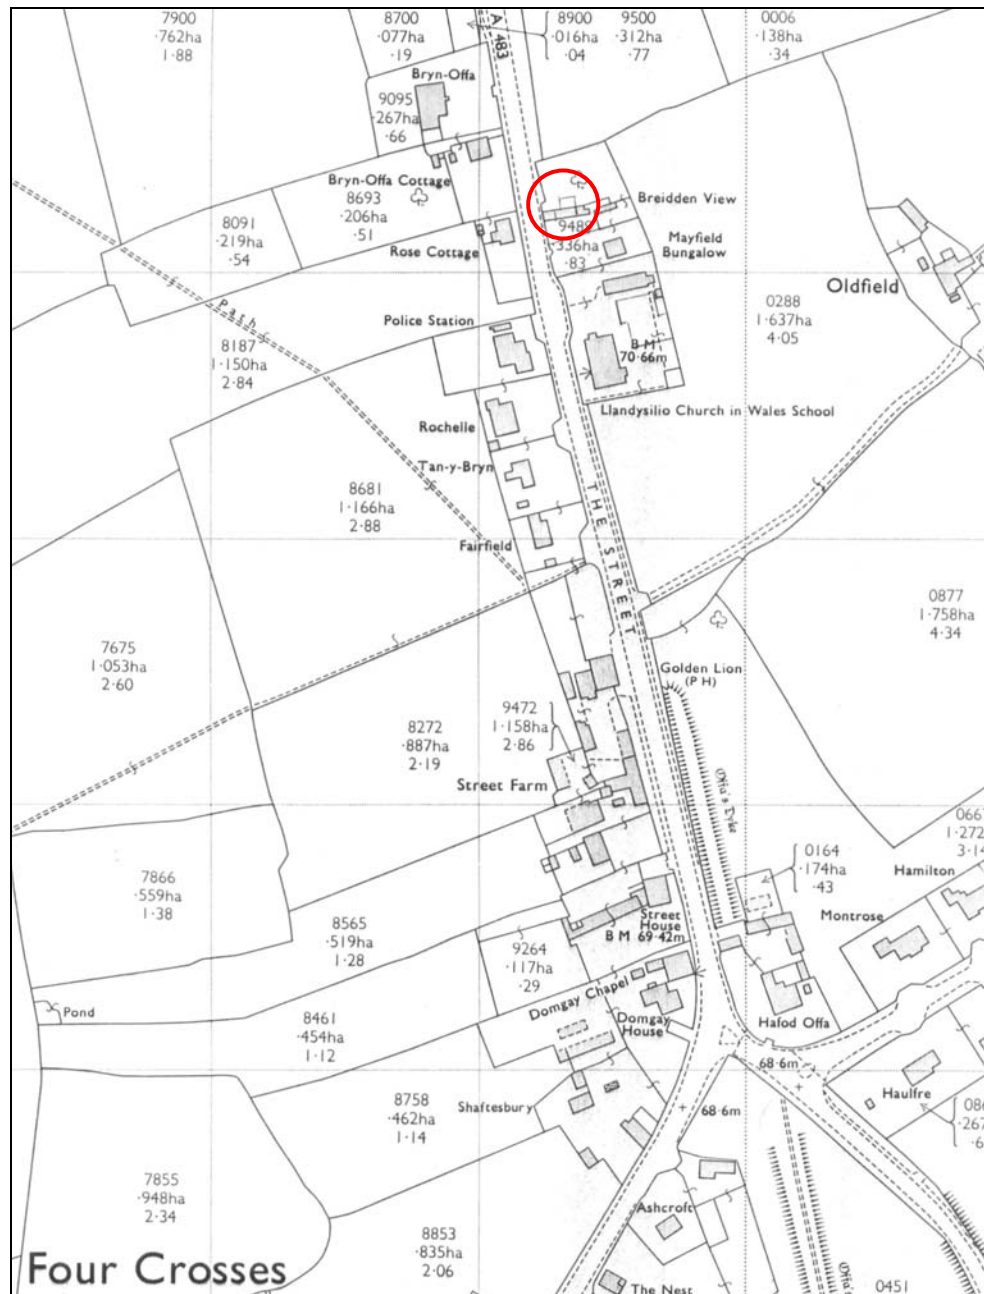 7900
·762ha
1·88
8700
·077ha
·19
A 483
8900
·016ha
·04
9500
·312ha
·77
0006
·138ha
·34
Bryn-Offa
9095
·267ha
·66
Bryn-Offa Cottage
8693
·206ha
·51
8091
·219ha
·54
Rose Cottage
Breidden View
·336ha
·83
Mayfield
Bungalow
Oldfield
0288
1·637ha
4·05
Path
8187
1·150ha
2·84
Police Station
B M
70·66m
Llandysilio Church in Wales School
Rochelle
Tan-y-Bryn
8681
1·166ha
2·88
Fairfield
THE STREET
0877
1·758ha
4·34
7675
1·053ha
2·60
Golden Lion
(P H)
9472
1·158ha
2·86
8272
·887ha
2·19
Street Farm
Offa's Dyke
7866
·559ha
1·38
0164
·174ha
·43
Hamilton
Montrose
8565
·519ha
1·28
Street
House
B M 69·42m
9264
·117ha
·29
Pond
Domgay Chapel
Domgay
House
Hafod Offa
8461
·454ha
1·12
68·6m
Haulfre
8758
·462ha
1·14
Shaftesbury
68·6m
7855
·948ha
2·34
Ashcroft
8853
·835ha
2·06
Four Crosses
The Nest
0451